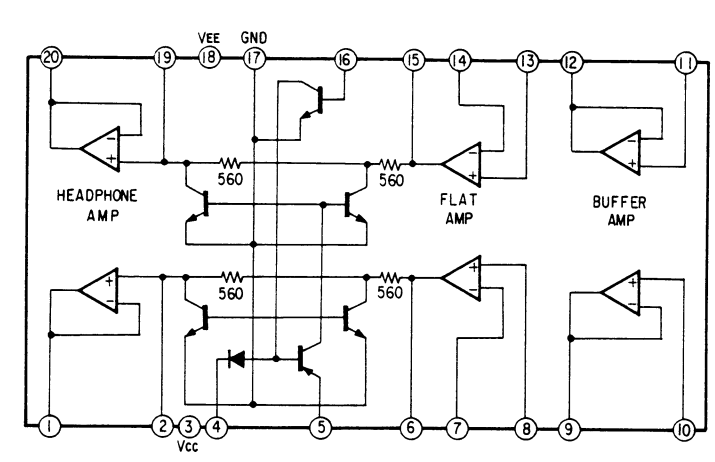 VEE GND
20 19 18 17 16 15 14 13 12 11
− + − + − +
560 560
HEADPHONE
AMP
FLAT
AMP
BUFFER
AMP
+ − + − + −
560 560
1 2 3 4 5 6 7 8 9 10
Vcc